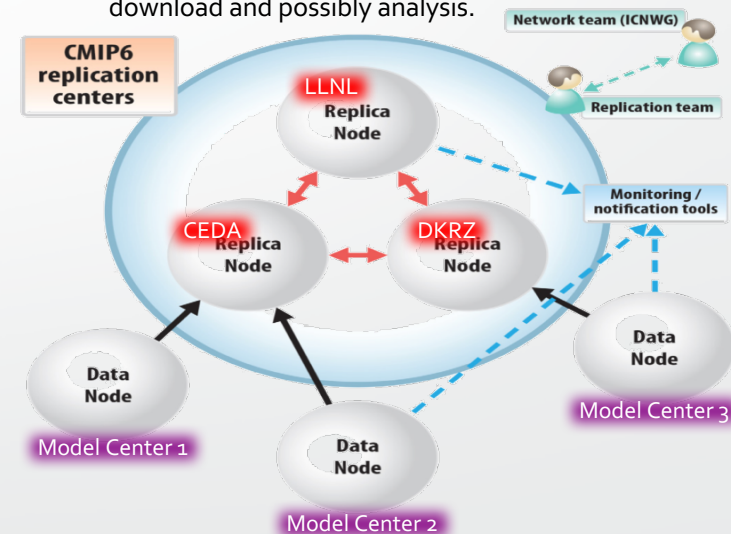 download and possibly analysis.
Network team (ICNWG)
CMIP6
replication
centers
Replication team
LLNL
Replica
Node
Monitoring /
notification tools
CEDA
Replica
Node
DKRZ
Replica
Node
Data
Node
Model Center 1
Data
Node
Model Center 2
Data
Node
Model Center 3